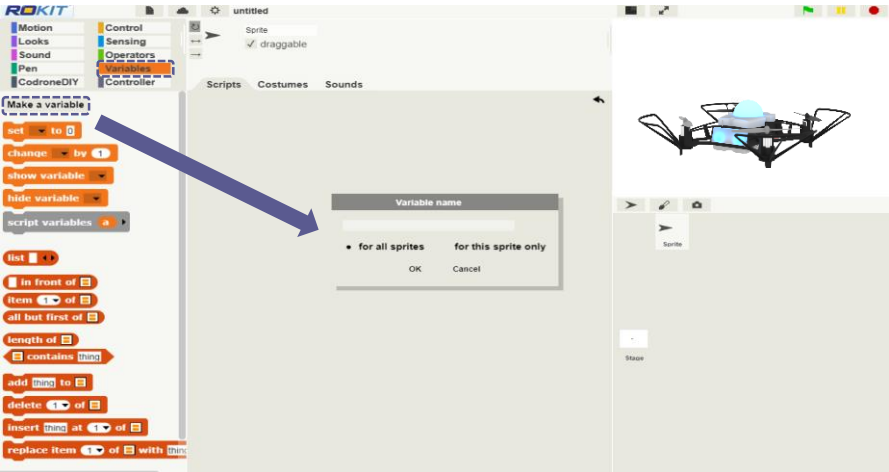 ROKIT
untitled
Motion
Control
Looks
Sensing
Sound
Operators
Pen
Variables
CodroneDIY
Controller
Make a variable
set to 0
change by 1
show variable
hide variable
script variables a
list
in front of
item 1 of
all but first of
length of
contains thing
add thing to
delete 1 of
insert thing at 1 of
replace item 1 of with thing
Sprite
draggable
Scripts Costumes Sounds
Variable name
for all sprites for this sprite only
OK Cancel
Sprite
Stage